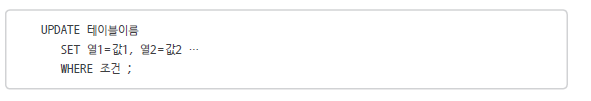 UPDATE 테이블이름
SET 열1=값1, 열2=값2 …
WHERE 조건 ;